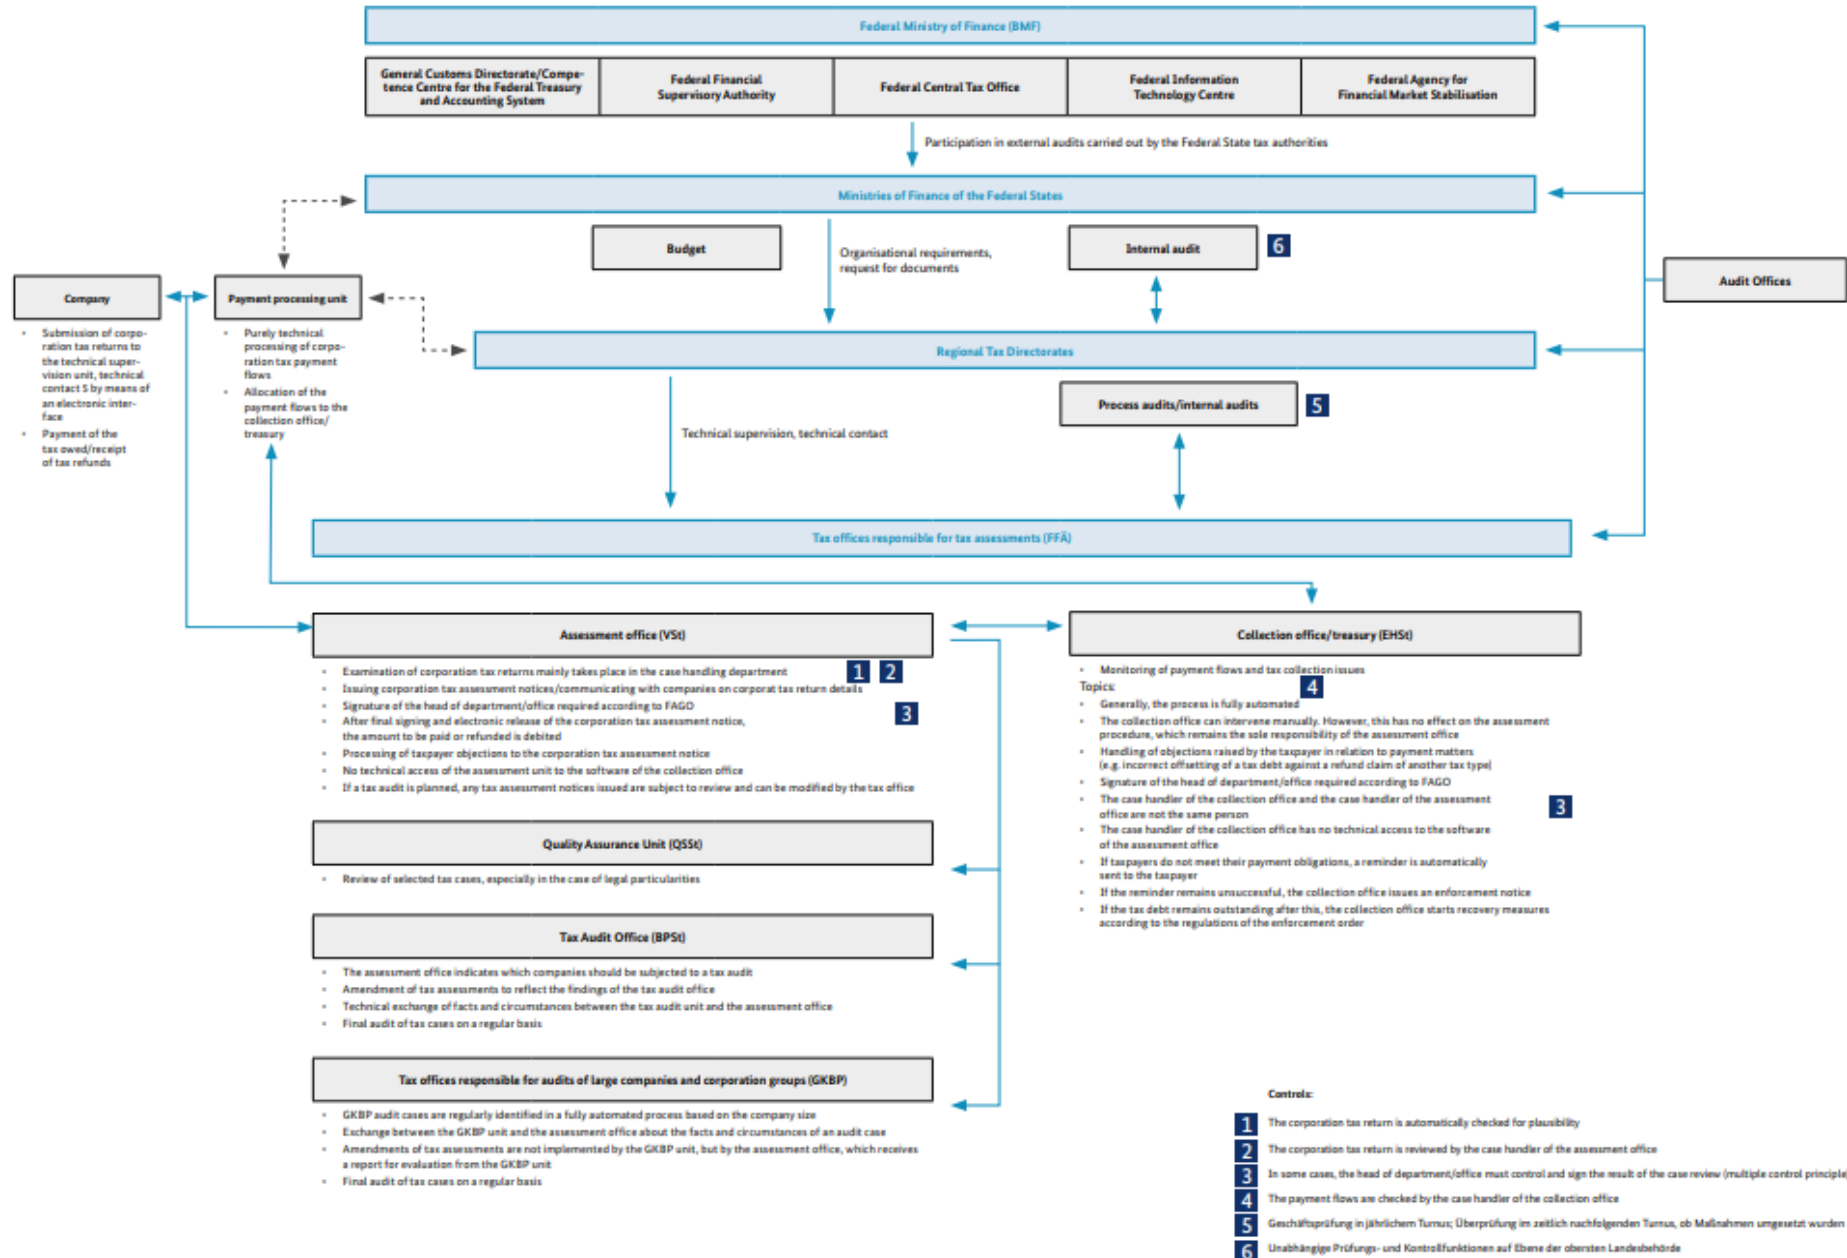 Federal Ministry of Finance (BMF)
General Customs Directorate/Compe-
tence Centre for the Federal Treasury
and Accounting System
Federal Financial
Supervisory Authority
Federal Central Tax Office
Federal Information
Technology Centre
Federal Agency for
Financial Market Stabilisation
Participation in external audits carried out by the Federal State tax authorities
Ministries of Finance of the Federal States
Budget
Organisational requirements,
request for documents
Internal audit
6
Audit Offices
Company
Payment processing unit
• Submission of corpo-
ration tax returns to
the technical super-
vision unit, technical
contact S by means of
an electronic inter-
face
• Payment of the
tax owed/receipt
of tax refunds
• Purely technical
processing of corpo-
ration tax payment
flows
• Allocation of the
payment flows to the
collection office/
treasury
Regional Tax Directorates
Process audits/internal audits
5
Technical supervision, technical contact
Tax offices responsible for tax assessments (FFÄ)
Assessment office (VSt)
• Examination of corporation tax returns mainly takes place in the case handling department
1 2
• Issuing corporation tax assessment notices/communicating with companies on corporat tax return details
• Signature of the head of department/office required according to FAGO
3
• After final signing and electronic release of the corporation tax assessment notice,
the amount to be paid or refunded is debited
• Processing of taxpayer objections to the corporation tax assessment notice
• No technical access of the assessment unit to the software of the collection office
• If a tax audit is planned, any tax assessment notices issued are subject to review and can be modified by the tax office
Quality Assurance Unit (QSSt)
• Review of selected tax cases, especially in the case of legal particularities
Tax Audit Office (BPSt)
• The assessment office indicates which companies should be subjected to a tax audit
• Amendment of tax assessments to reflect the findings of the tax audit office
• Technical exchange of facts and circumstances between the tax audit unit and the assessment office
• Final audit of tax cases on a regular basis
Tax offices responsible for audits of large companies and corporation groups (GKBP)
• GKBP audit cases are regularly identified in a fully automated process based on the company size
• Exchange between the GKBP unit and the assessment office about the facts and circumstances of an audit case
• Amendments of tax assessments are not implemented by the GKBP unit, but by the assessment office, which receives
a report for evaluation from the GKBP unit
• Final audit of tax cases on a regular basis
Collection office/treasury (EHSt)
• Monitoring of payment flows and tax collection issues
Topics:
4
• Generally, the process is fully automated
• The collection office can intervene manually. However, this has no effect on the assessment
procedure, which remains the sole responsibility of the assessment office
• Handling of objections raised by the taxpayer in relation to payment matters
(e.g. incorrect offsetting of a tax debt against a refund claim of another tax type)
• Signature of the head of department/office required according to FAGO
• The case handler of the collection office and the case handler of the assessment
office are not the same person
3
• The case handler of the collection office has no technical access to the software
of the assessment office
• If taxpayers do not meet their payment obligations, a reminder is automatically
sent to the taxpayer
• If the reminder remains unsuccessful, the collection office issues an enforcement notice
• If the tax debt remains outstanding after this, the collection office starts recovery measures
according to the regulations of the enforcement order
Controls:
1 The corporation tax return is automatically checked for plausibility
2 The corporation tax return is reviewed by the case handler of the assessment office
3 In some cases, the head of department/office must control and sign the result of the case review (multiple control principle)
4 The payment flows are checked by the case handler of the collection office
5 Geschäftsprüfung in jährlichem Turnus; Überprüfung im zeitlich nachfolgenden Turnus, ob Maßnahmen umgesetzt wurden
6 Unabhängige Prüfungs- und Kontrollfunktionen auf Ebene der obersten Landesbehörde